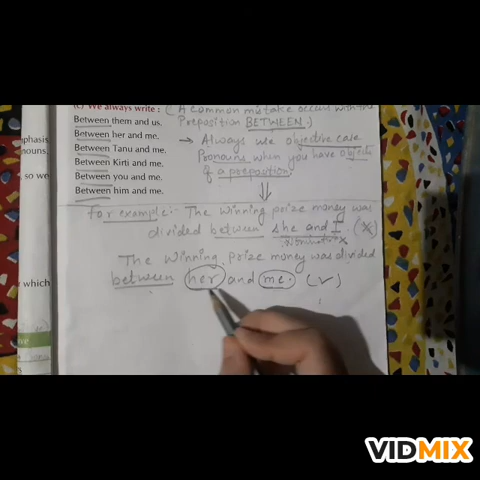 (c) We always write : ( A common mistake occur with the
Between them and us. Preposition BETWEEN.)
Between her and me.
Between Tanu and me.
Between Kirti and me.
Between you and me.
Between him and me.
→ Always use objective case
Pronouns when you have objects
of a preposition.
phasis
nouns.
, so we
which
For example:- The winning prize money was
divided between she and I. (X)
Nominative X
The Winning Prize money was divided
between her and me. (✓)
VIDMIX